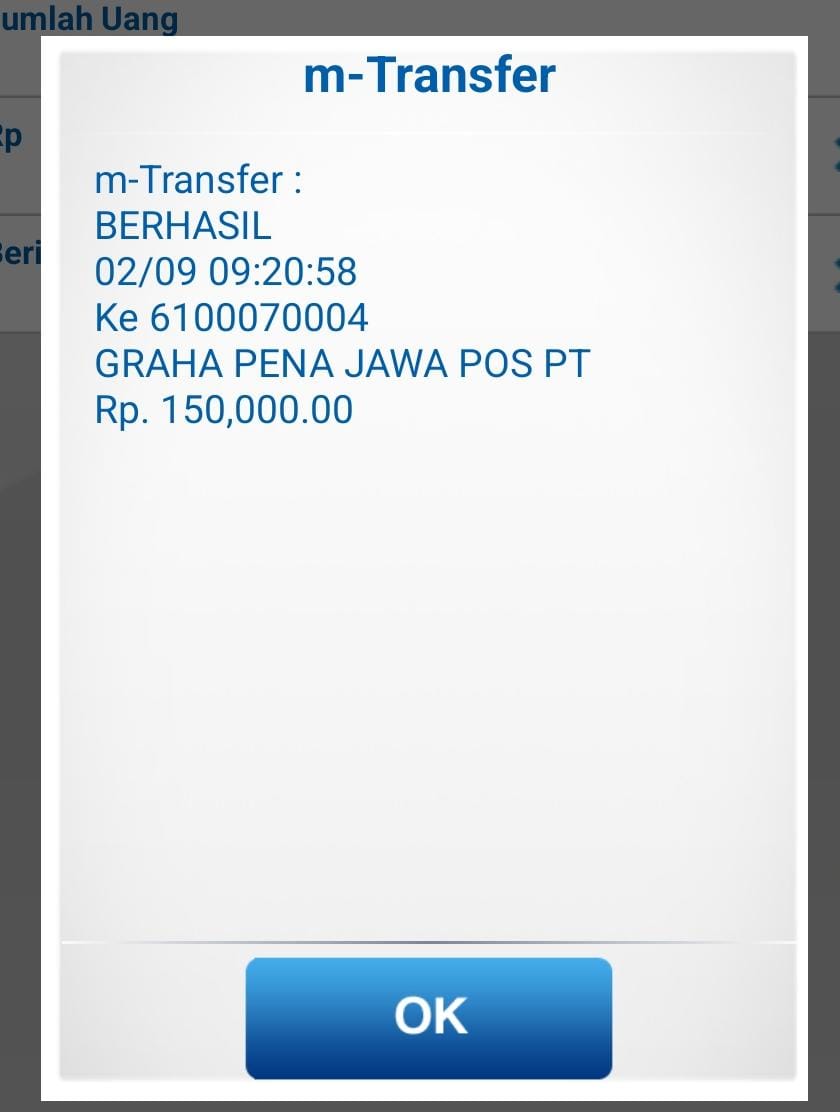 umlah Uang
m-Transfer
Rp
m-Transfer :
BERHASIL
Beri
02/09 09:20:58
Ke 6100070004
GRAHA PENA JAWA POS PT
Rp. 150,000.00
OK